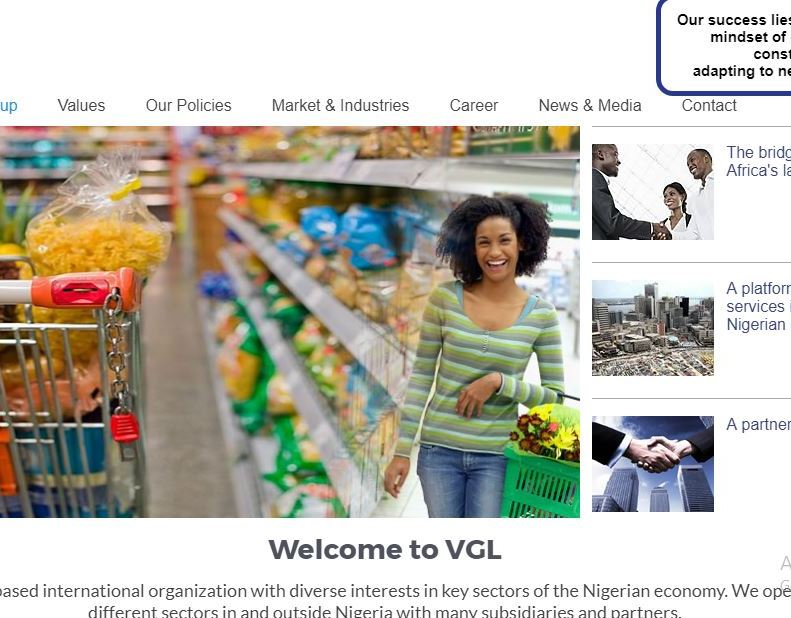 Our success lies
mindset of
const
adapting to ne
up
Values
Our Policies
Market & Industries
Career
News & Media
Contact
The bridg
Africa's la
A platforn
services i
Nigerian
A partner
Welcome to VGL
based international organization with diverse interests in key sectors of the Nigerian economy. We ope
different sectors in and outside Nigeria with many subsidiaries and partners.